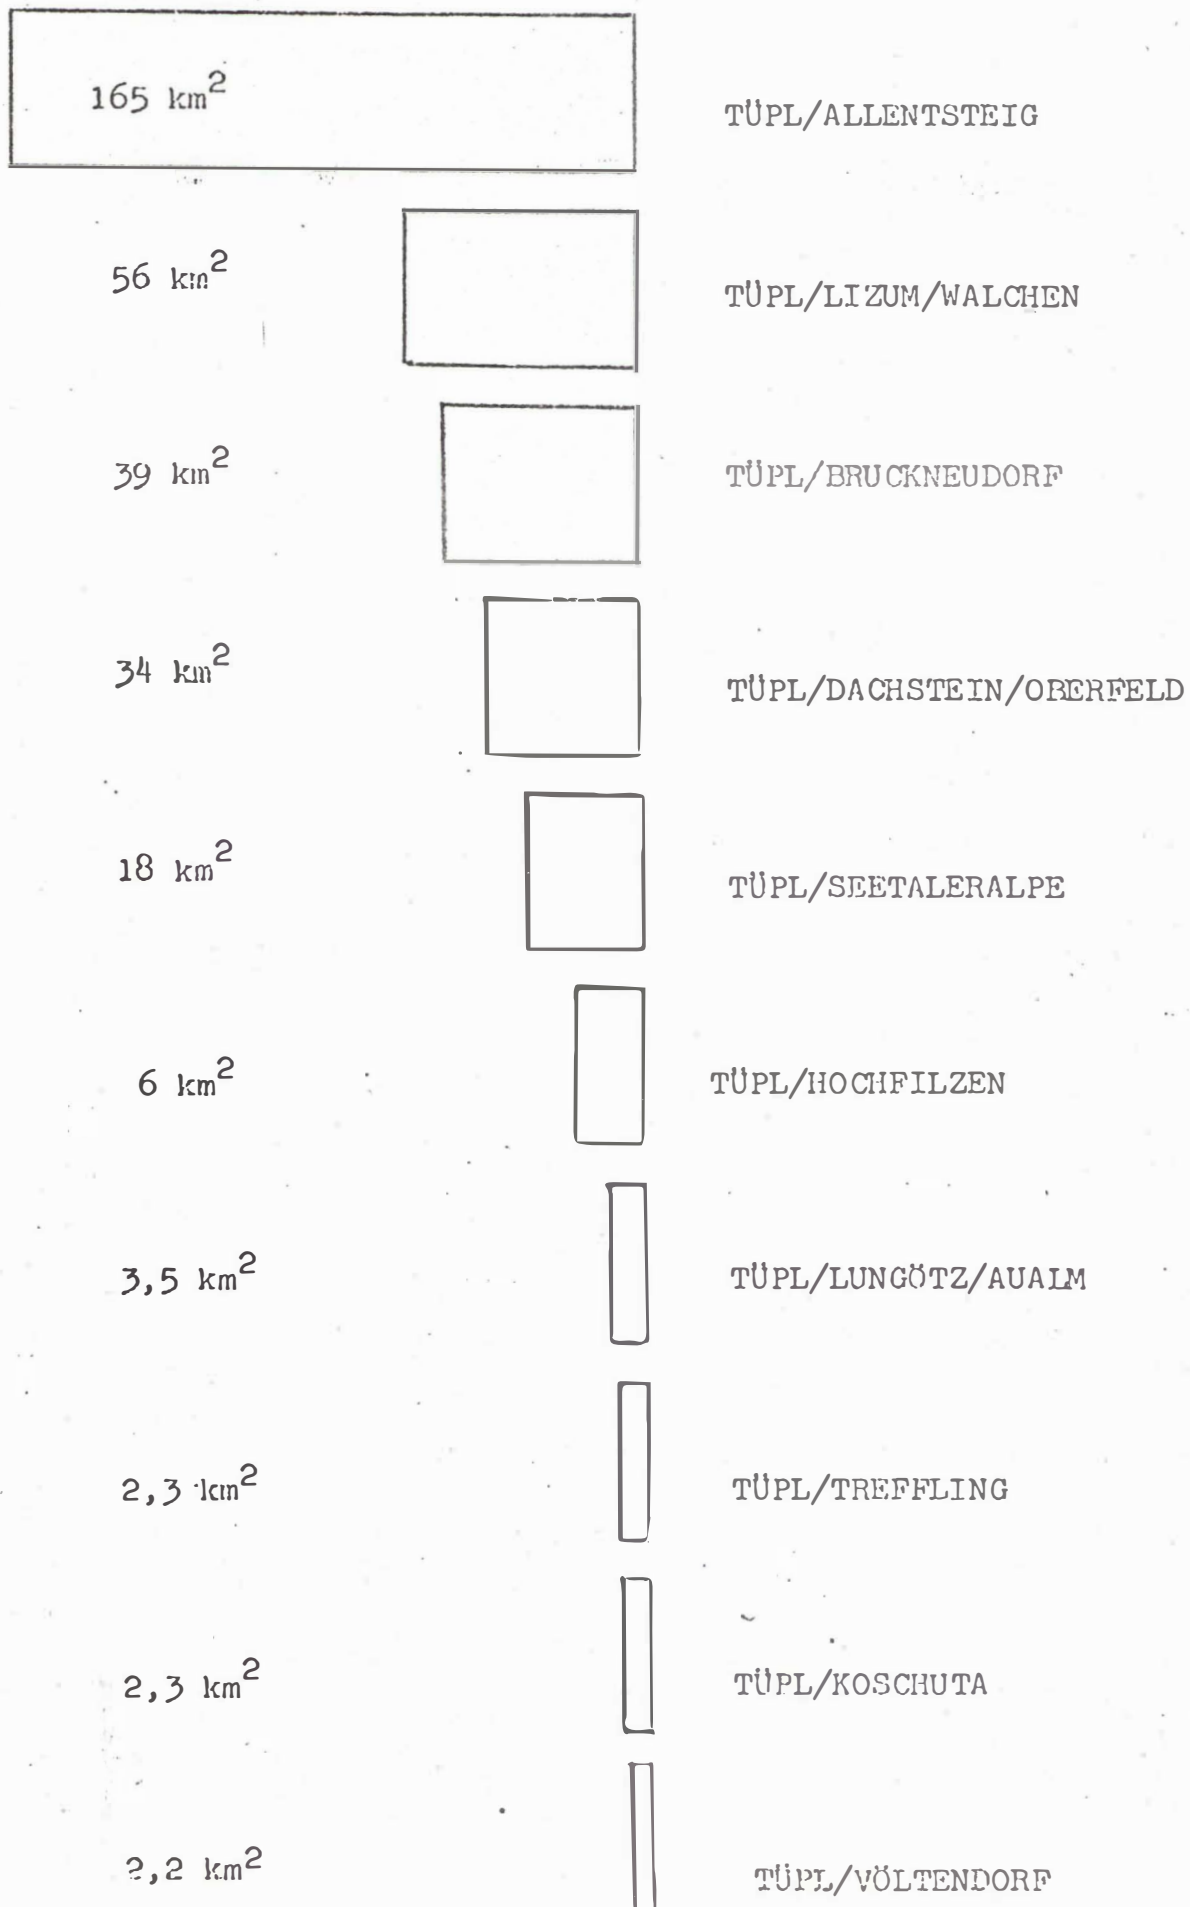 165 km² TÜPL/ALLENTSTEIG
56 km² TÜPL/LIZUM/WALCHEN
39 km² TÜPL/BRUCKNEUDORF
34 km² TÜPL/DACHSTEIN/OBERFELD
18 km² TÜPL/SEETALERALPE
6 km² TÜPL/HOCHFILZEN
3,5 km² TÜPL/LUNGÖTZ/AUALM
2,3 km² TÜPL/TREFFLING
2,3 km² TÜPL/KOSCHUTA
2,2 km² TÜPL/VÖLTENDORF